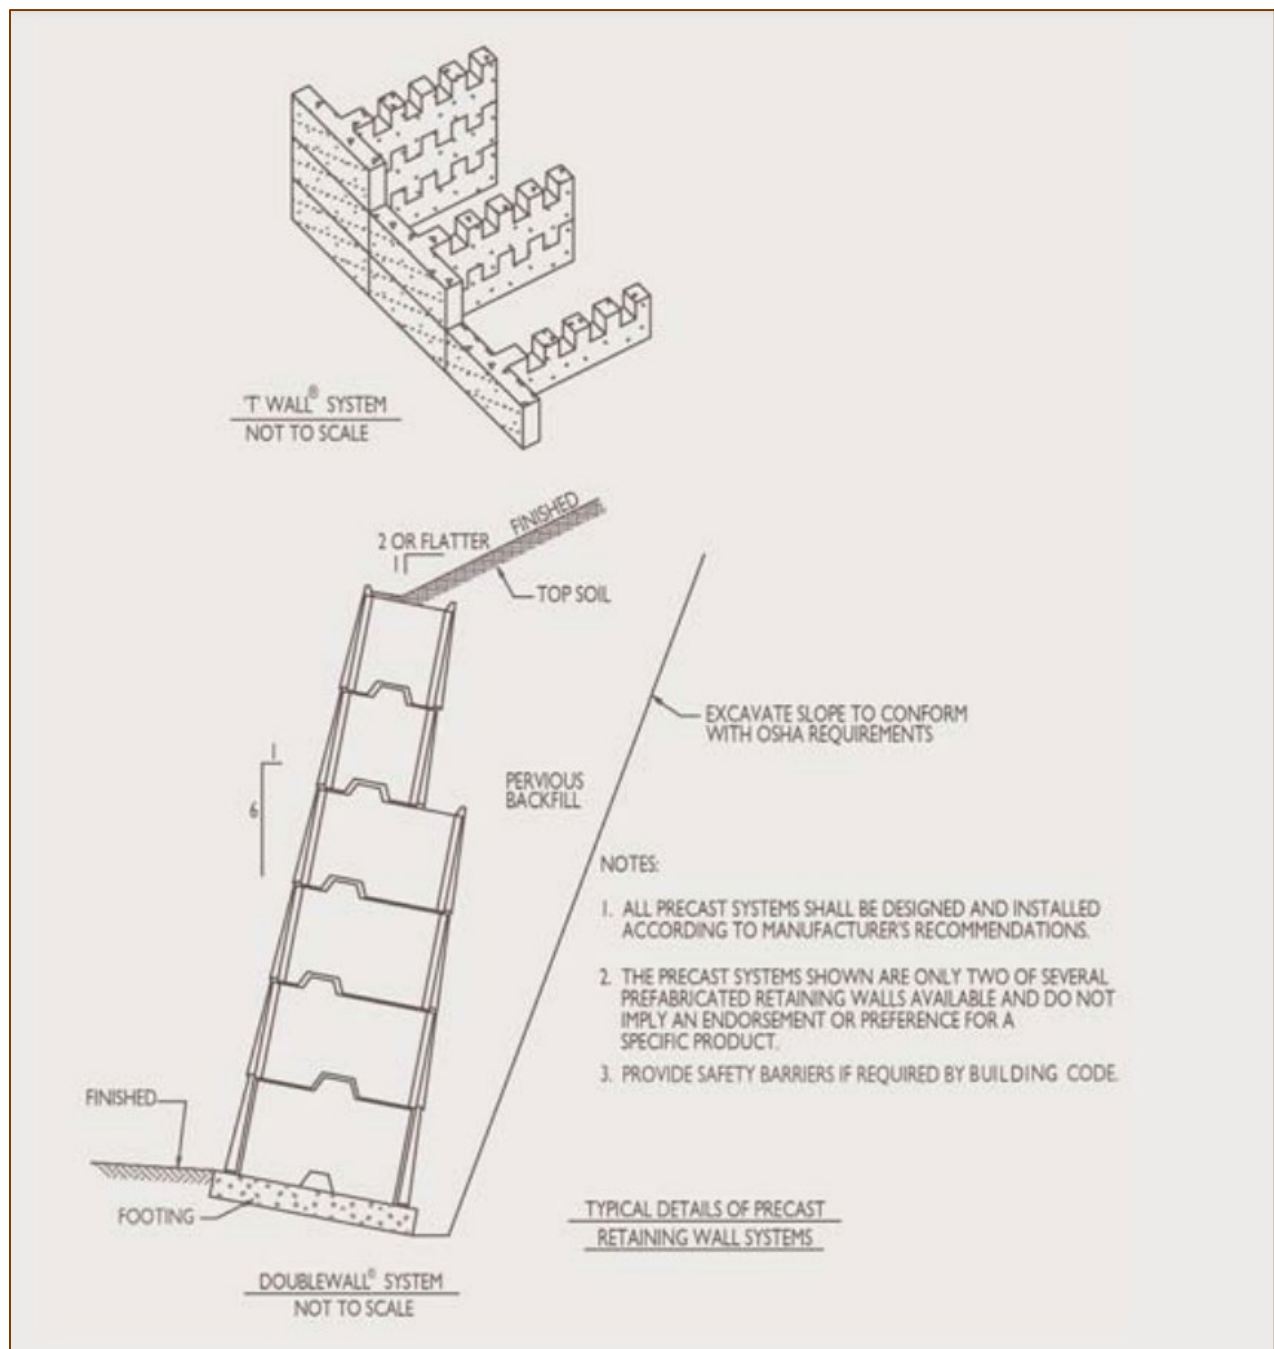 'T' WALL® SYSTEM
NOT TO SCALE
FINISHED
2 OR FLATTER
1
TOP SOIL
EXCAVATE SLOPE TO CONFORM
WITH OSHA REQUIREMENTS
1
6
PERVIOUS
BACKFILL
NOTES:
1. ALL PRECAST SYSTEMS SHALL BE DESIGNED AND INSTALLED
ACCORDING TO MANUFACTURER'S RECOMMENDATIONS.
2. THE PRECAST SYSTEMS SHOWN ARE ONLY TWO OF SEVERAL
PREFABRICATED RETAINING WALLS AVAILABLE AND DO NOT
IMPLY AN ENDORSEMENT OR PREFERENCE FOR A
SPECIFIC PRODUCT.
3. PROVIDE SAFETY BARRIERS IF REQUIRED BY BUILDING CODE.
FINISHED
FOOTING
TYPICAL DETAILS OF PRECAST
RETAINING WALL SYSTEMS
DOUBLEWALL® SYSTEM
NOT TO SCALE